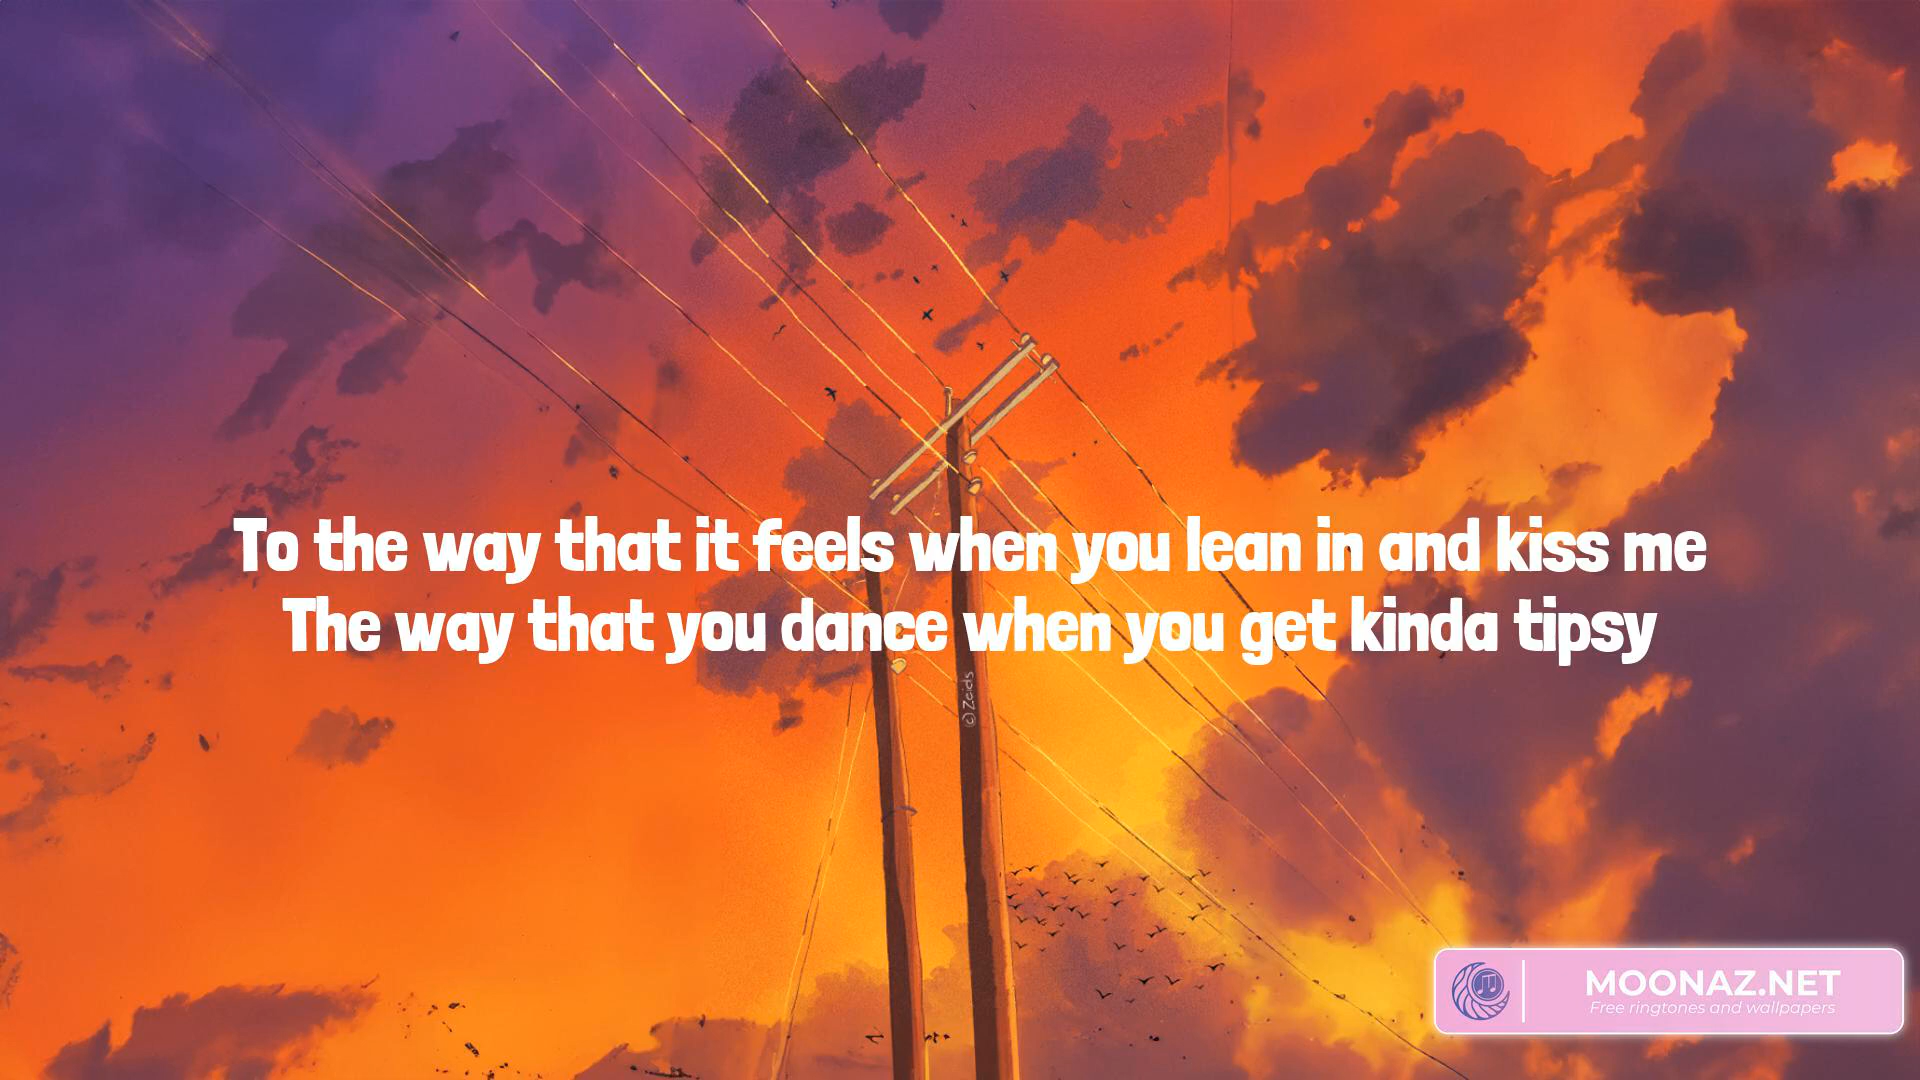 To the way that it feels when you lean in and kiss me
The way that you dance when you get kinda tipsy
(c) Zeids
MOONAZ.NET
Free ringtones and wallpapers